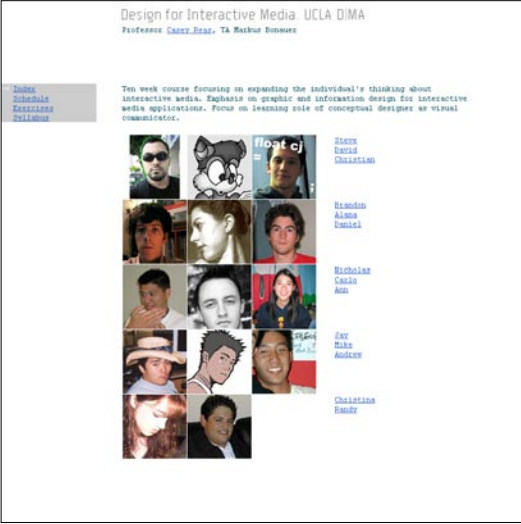 Design for Interactive Media. UCLA D|MA
Professor Casey Reas, TA Markus Bonauer
Index
Schedule
Exercises
Syllabus
Ten week course focusing on expanding the individual's thinking about
interactive media. Emphasis on graphic and information design for interactive
media applications. Focus on learning role of conceptual designer as visual
communicator.
float cj
=
;
Steve
David
Christian
Brandon
Alana
Daniel
Nicholas
Carlo
Ann
Jay
Mike
Andrew
Christina
Randy